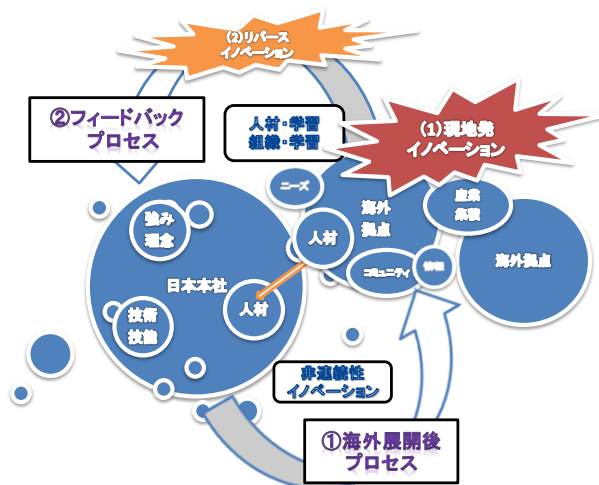 (2)リバース
イノベーション
②フィードバック
プロセス
人材・学習
組織・学習
(1)現地発
イノベーション
ニーズ
海外
拠点
産業
集積
強み
理念
人材
コミュニティ
情報
海外拠点
日本本社
人材
技術
技能
非連続性
イノベーション
①海外展開後
プロセス